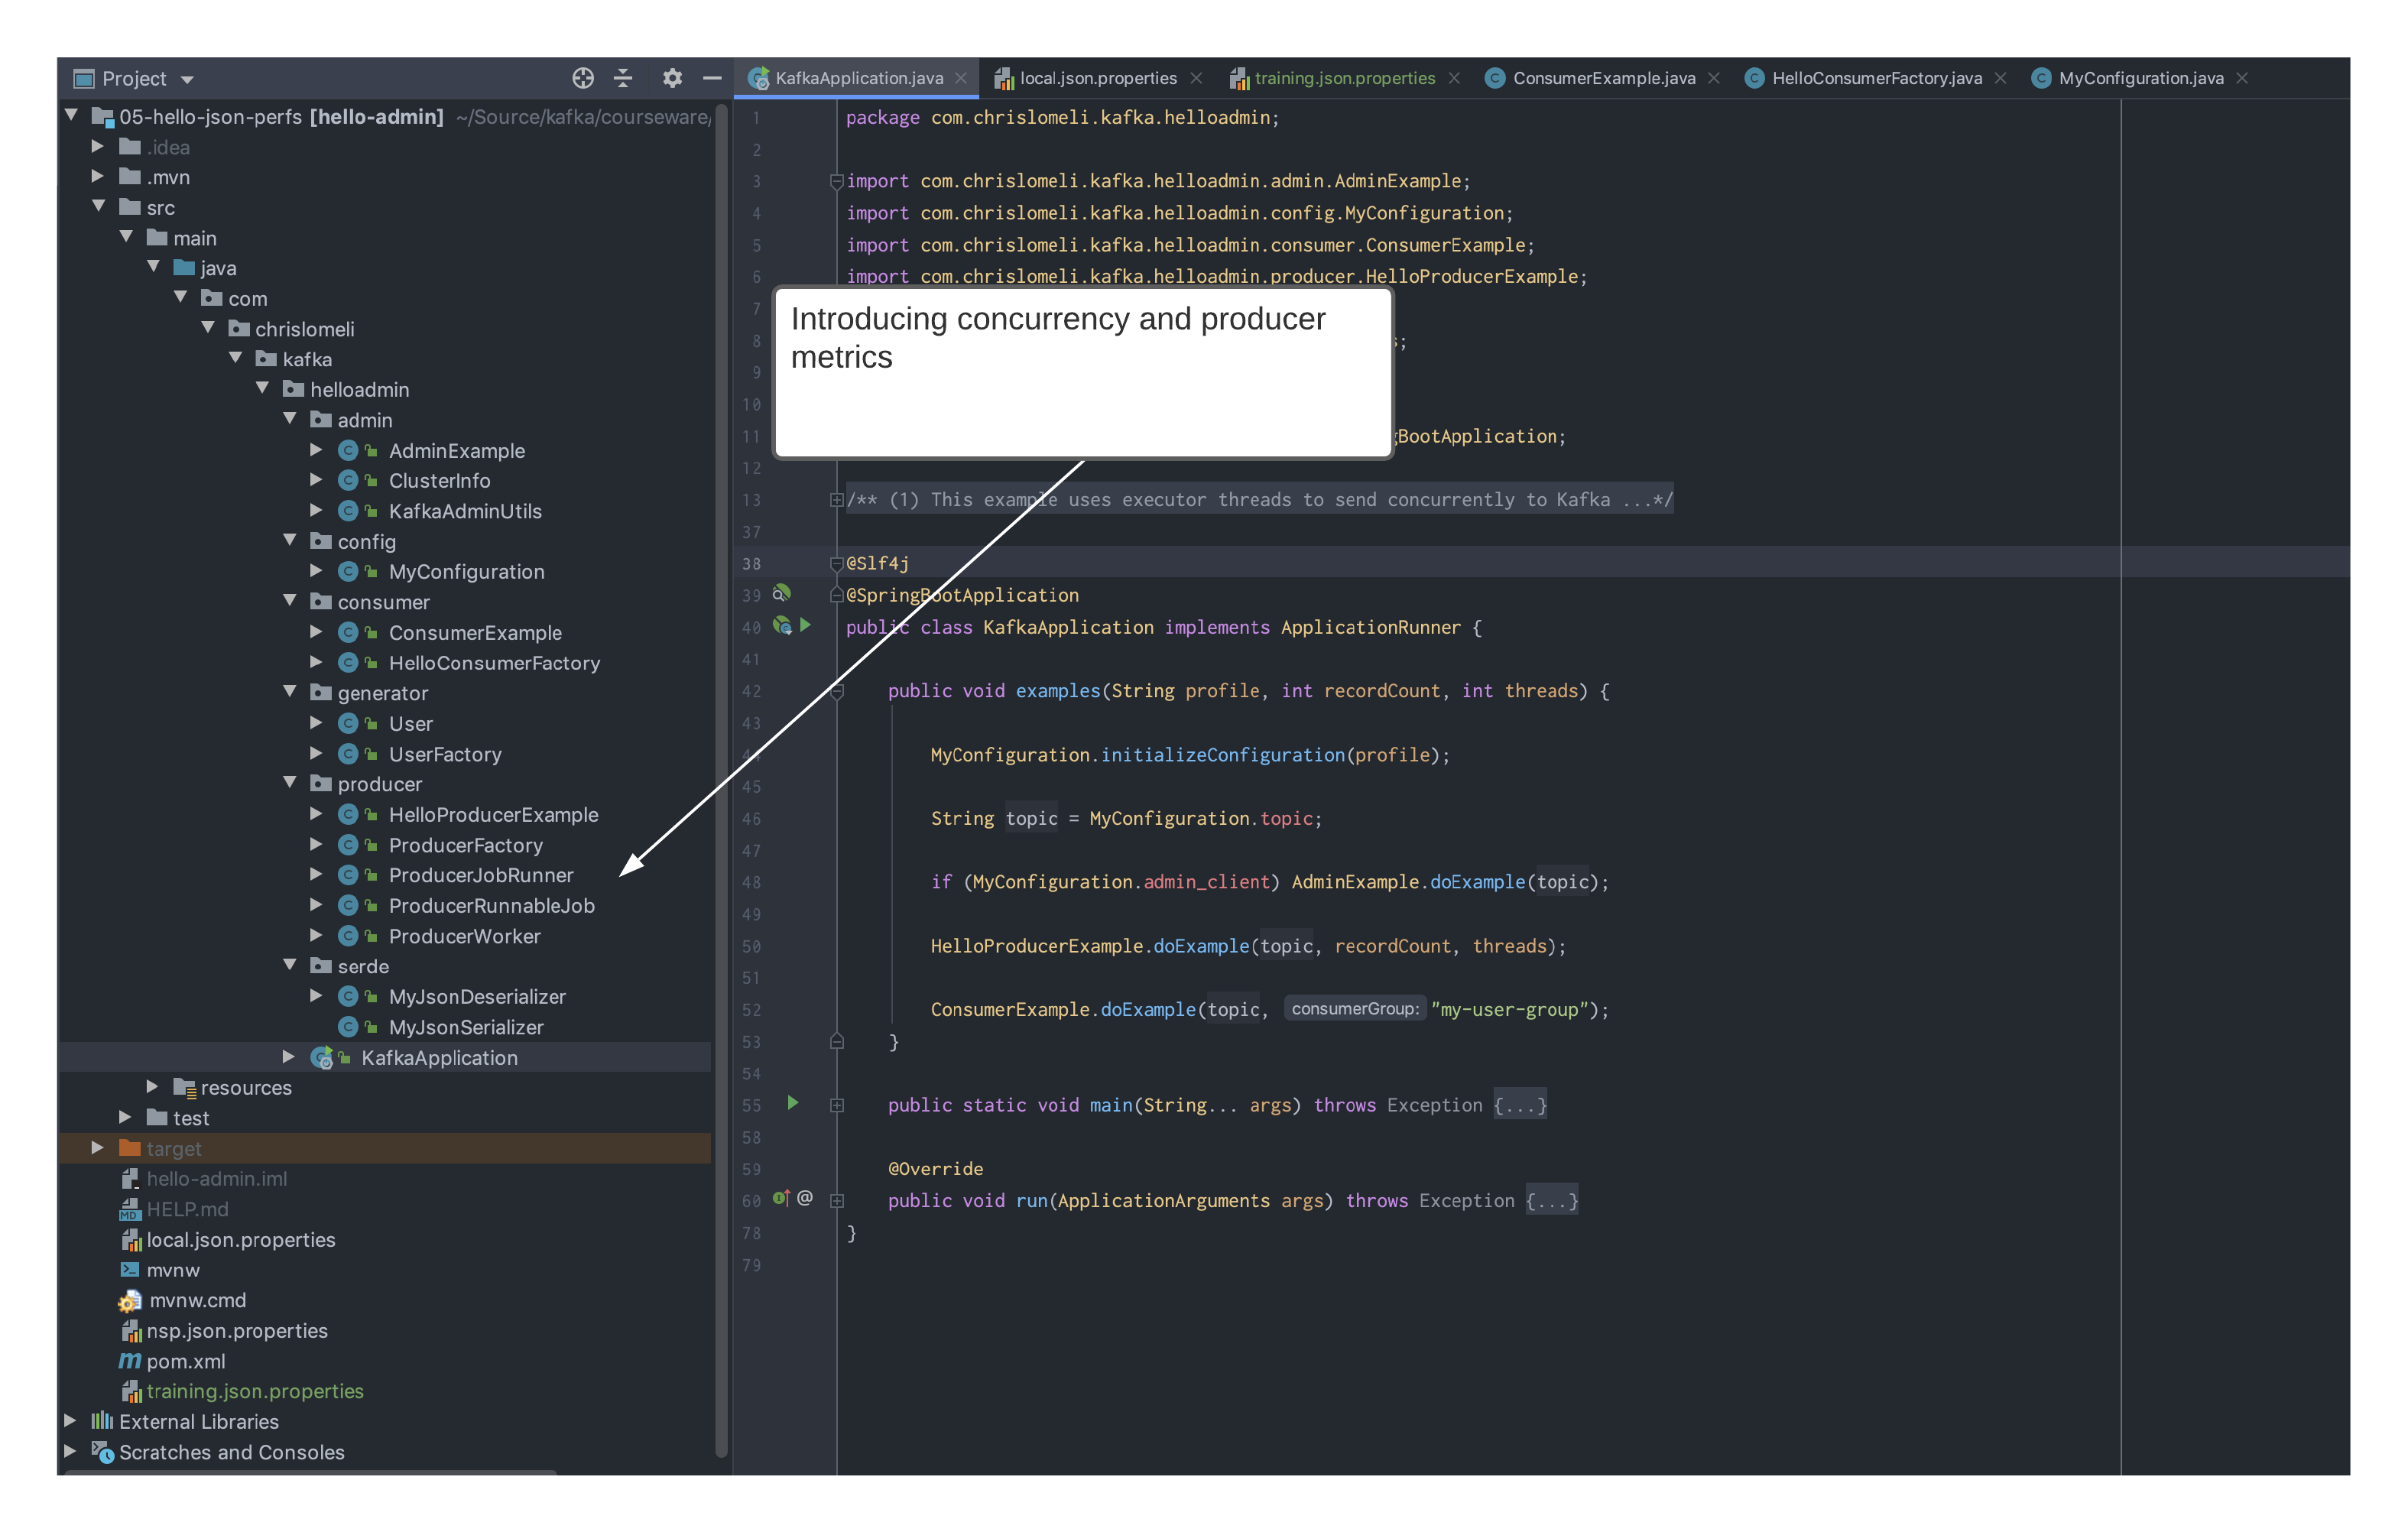 Project
05-hello-json-perfs [hello-admin] ~/Source/kafka/courseware/
.idea
.mvn
src
main
java
com
chrislomeli
kafka
helloadmin
admin
AdminExample
ClusterInfo
KafkaAdminUtils
config
MyConfiguration
consumer
ConsumerExample
HelloConsumerFactory
generator
User
UserFactory
producer
HelloProducerExample
ProducerFactory
ProducerJobRunner
ProducerRunnableJob
ProducerWorker
serde
MyJsonDeserializer
MyJsonSerializer
KafkaApplication
resources
test
target
hello-admin.iml
HELP.md
local.json.properties
mvnw
mvnw.cmd
nsp.json.properties
pom.xml
training.json.properties
External Libraries
Scratches and Consoles
KafkaApplication.java local.json.properties training.json.properties ConsumerExample.java HelloConsumerFactory.java MyConfiguration.java
1 package com.chrislomeli.kafka.helloadmin;
2
3 import com.chrislomeli.kafka.helloadmin.admin.AdminExample;
4 import com.chrislomeli.kafka.helloadmin.config.MyConfiguration;
5 import com.chrislomeli.kafka.helloadmin.consumer.ConsumerExample;
6 import com.chrislomeli.kafka.helloadmin.producer.HelloProducerExample;
7
8 ;
9
10
11 BootApplication;
12
Introducing concurrency and producer
metrics
13 /** (1) This example uses executor threads to send concurrently to Kafka ...*/
37
38 @Slf4j
39 @SpringBootApplication
40 public class KafkaApplication implements ApplicationRunner {
41
42 public void examples(String profile, int recordCount, int threads) {
43
44 MyConfiguration.initializeConfiguration(profile);
45
46 String topic = MyConfiguration.topic;
47
48 if (MyConfiguration.admin_client) AdminExample.doExample(topic);
49
50 HelloProducerExample.doExample(topic, recordCount, threads);
51
52 ConsumerExample.doExample(topic, consumerGroup: "my-user-group");
53 }
54
55 public static void main(String... args) throws Exception {...}
58
59 @Override
60 public void run(ApplicationArguments args) throws Exception {...}
78 }
79